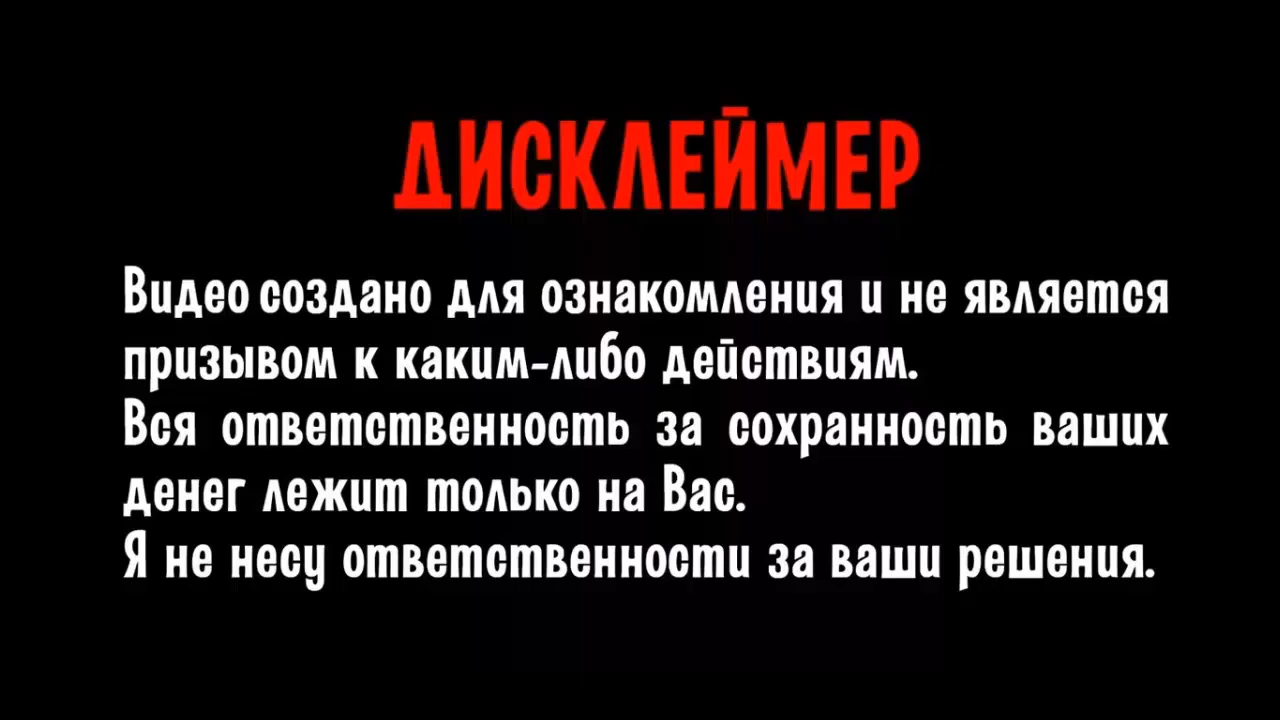 ДИСКЛЕЙМЕР
Видео создано для ознакомления и не является
призывом к каким-либо действиям.
Вся ответственность за сохранность ваших
денег лежит только на Вас.
Я не несу ответственности за ваши решения.